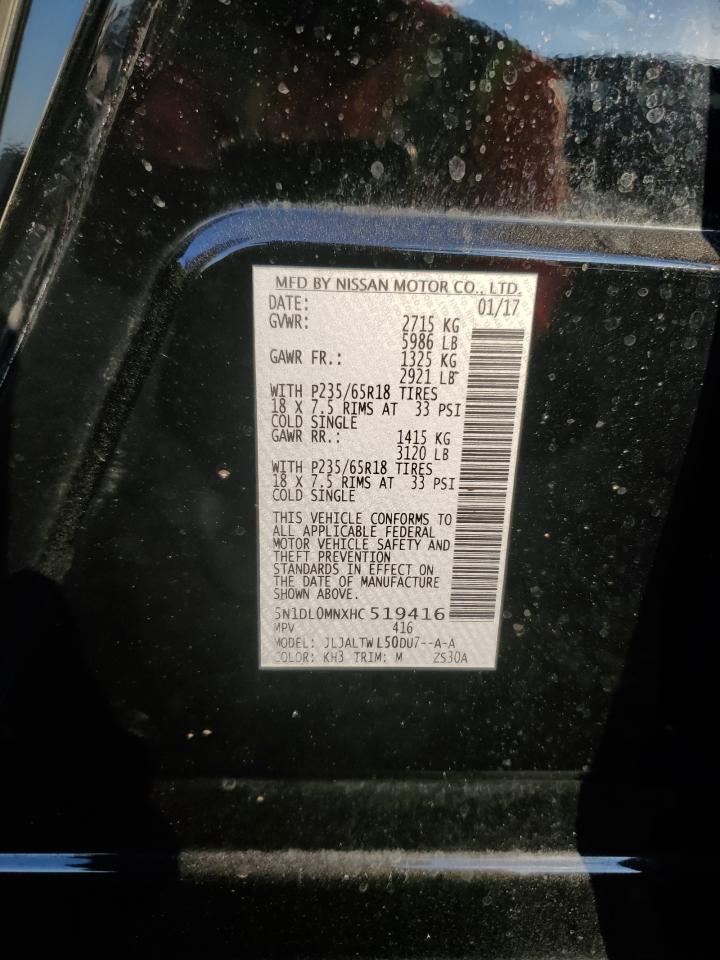 MFD BY NISSAN MOTOR CO., LTD.
DATE: 01/17
GVWR: 2715 KG
5986 LB
GAWR FR.: 1325 KG
2921 LB
WITH P235/65R18 TIRES
18 X 7.5 RIMS AT 33 PSI
COLD SINGLE
GAWR RR.: 1415 KG
3120 LB
WITH P235/65R18 TIRES
18 X 7.5 RIMS AT 33 PSI
COLD SINGLE
THIS VEHICLE CONFORMS TO
ALL APPLICABLE FEDERAL
MOTOR VEHICLE SAFETY AND
THEFT PREVENTION
STANDARDS IN EFFECT ON
THE DATE OF MANUFACTURE
SHOWN ABOVE.
5N1DL0MNXHC519416
MPV 416
MODEL: JLJALTWL50DU7--A-A
COLOR: KH3 TRIM: M ZS30A